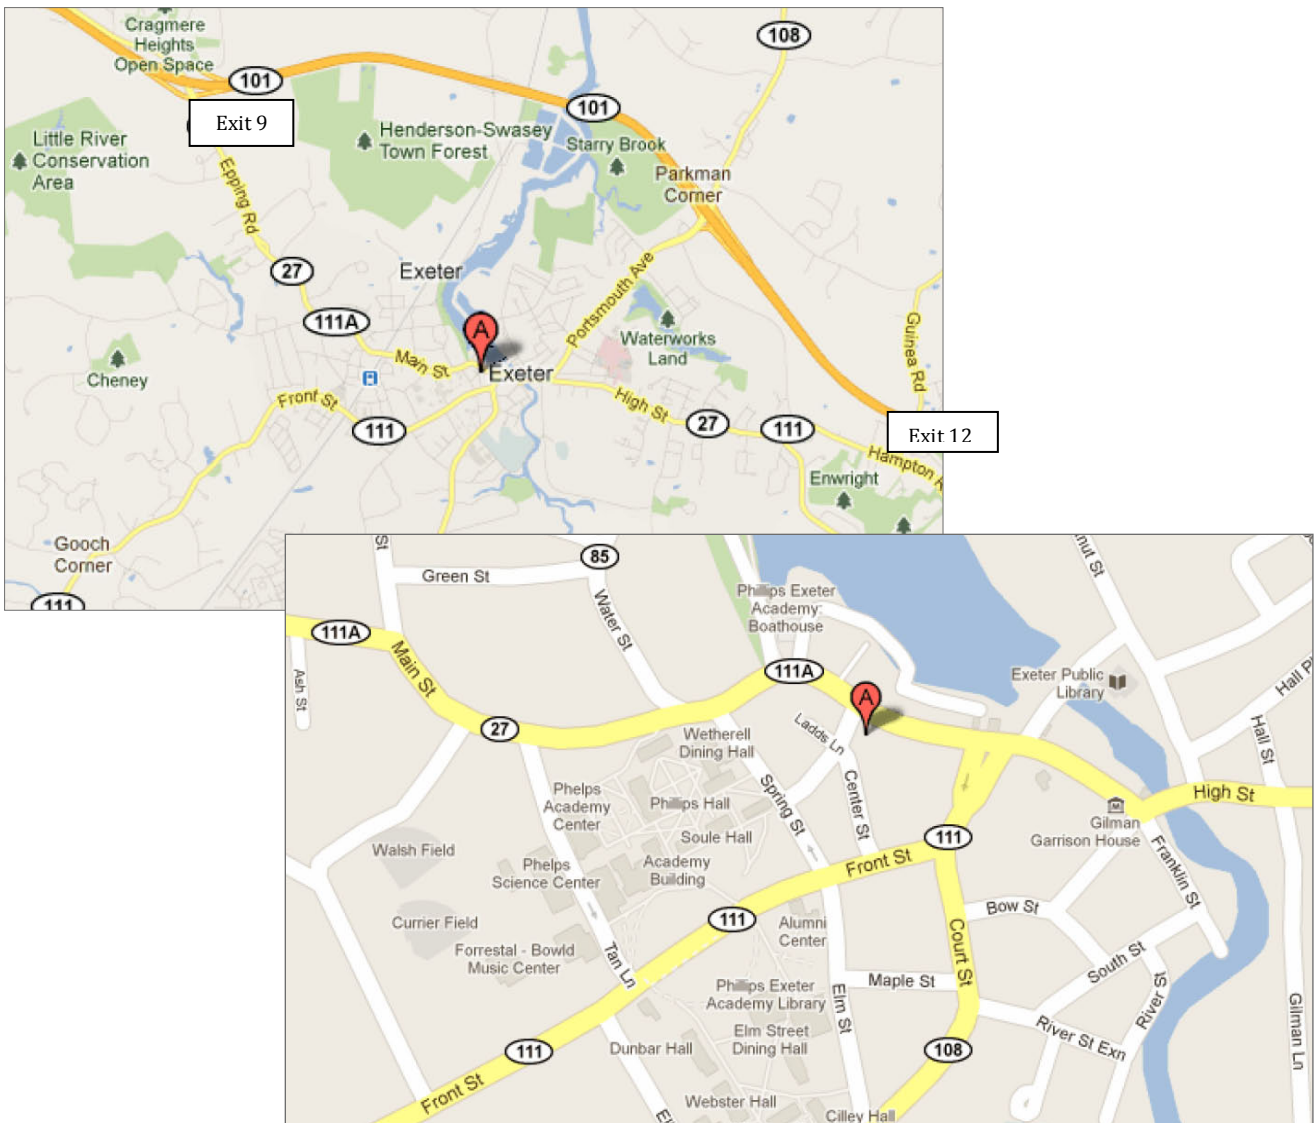 Cragmere
Heights
Open Space
108
101
101
Exit 9
Little River
Conservation
Area
Henderson-Swasey
Town Forest
Starry Brook
Parkman
Corner
Epping Rd
27
Exeter
Portsmouth Ave
111A
A
Waterworks
Land
Guinea Rd
Cheney
Main St
Exeter
Front St
High St
111
27
111
Exit 12
Hampton R
Enwright
Gooch
Corner
111
St
85
Green St
nut St
Phillips Exeter
Academy:
Boathouse
Water St
111A
Main St
111A
Exeter Public
Library
Hall P
Ash St
A
27
Ladds Ln
Wetherell
Dining Hall
Hall St
Phelps
Academy
Center
Phillips Hall
Spring St
Center St
High St
Soule Hall
111
Gilman
Garrison House
Walsh Field
Front St
Phelps
Science Center
Academy
Building
Franklin St
Bow St
Currier Field
111
Alumni
Center
Court St
Forrestal - Bowld
Music Center
Tan Ln
South St
Maple St
Phillips Exeter
Academy Library
Elm St
River St
Elm Street
Dining Hall
River St Exn
Gilman Ln
111
Dunbar Hall
108
Front St
Webster Hall
Cilley Hall
El